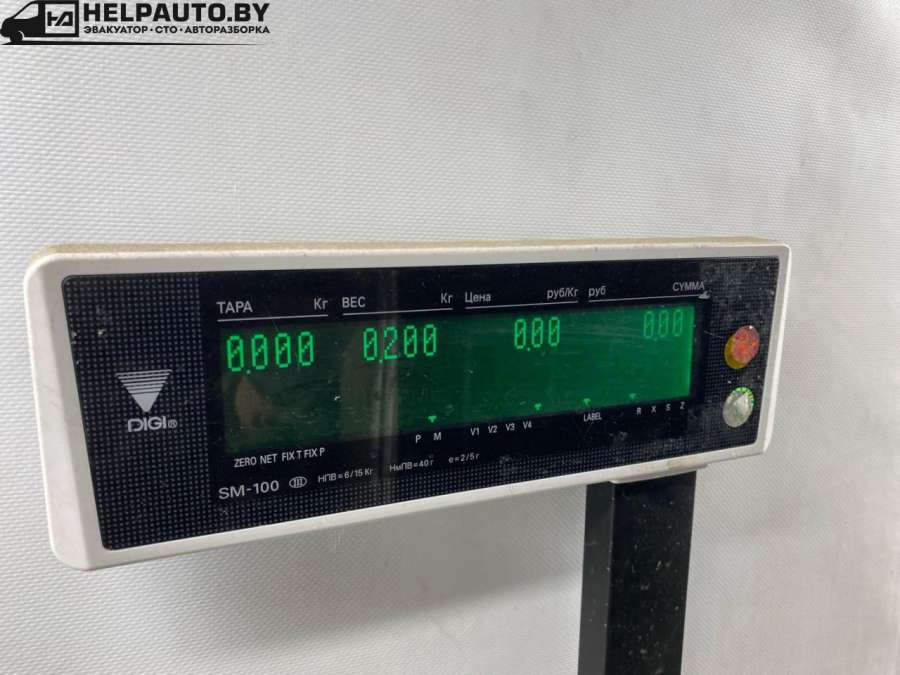 HELPAUTO.BY
ЭВАКУАТОР • СТО • АВТОРАЗБОРКА
ТАРА Кг ВЕС Кг Цена руб/Кг руб СУММА
0.000 0.200 0.00 0.00
DIGI®
P M V1 V2 V3 V4 LABEL R X S Z
ZERO NET FIX T FIX P
SM-100 III НПВ=6/15 Кг НмПВ=40 г e=2/5 г